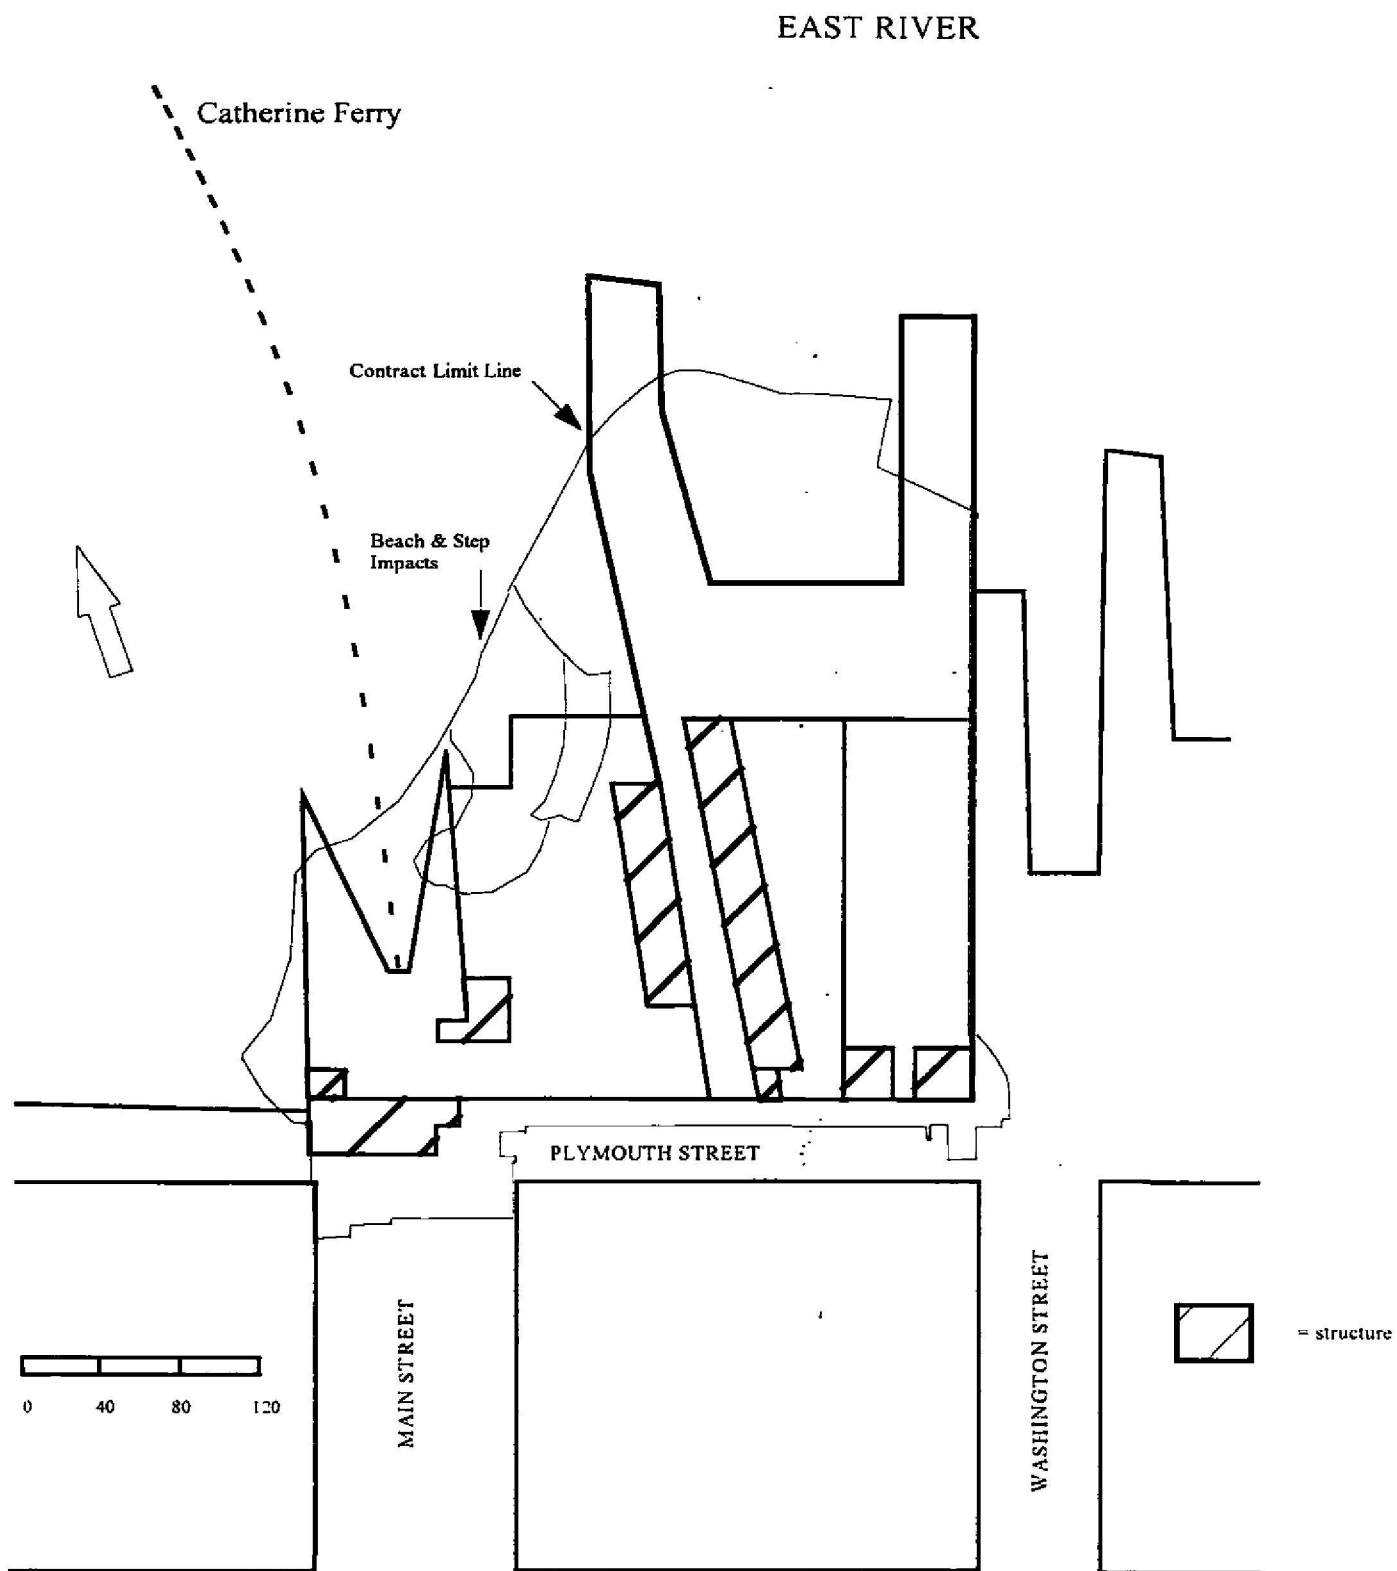 EAST RIVER
Catherine Ferry
Contract Limit Line
Beach & Step
Impacts
PLYMOUTH STREET
MAIN STREET
WASHINGTON STREET
= structure
0 40 80 120